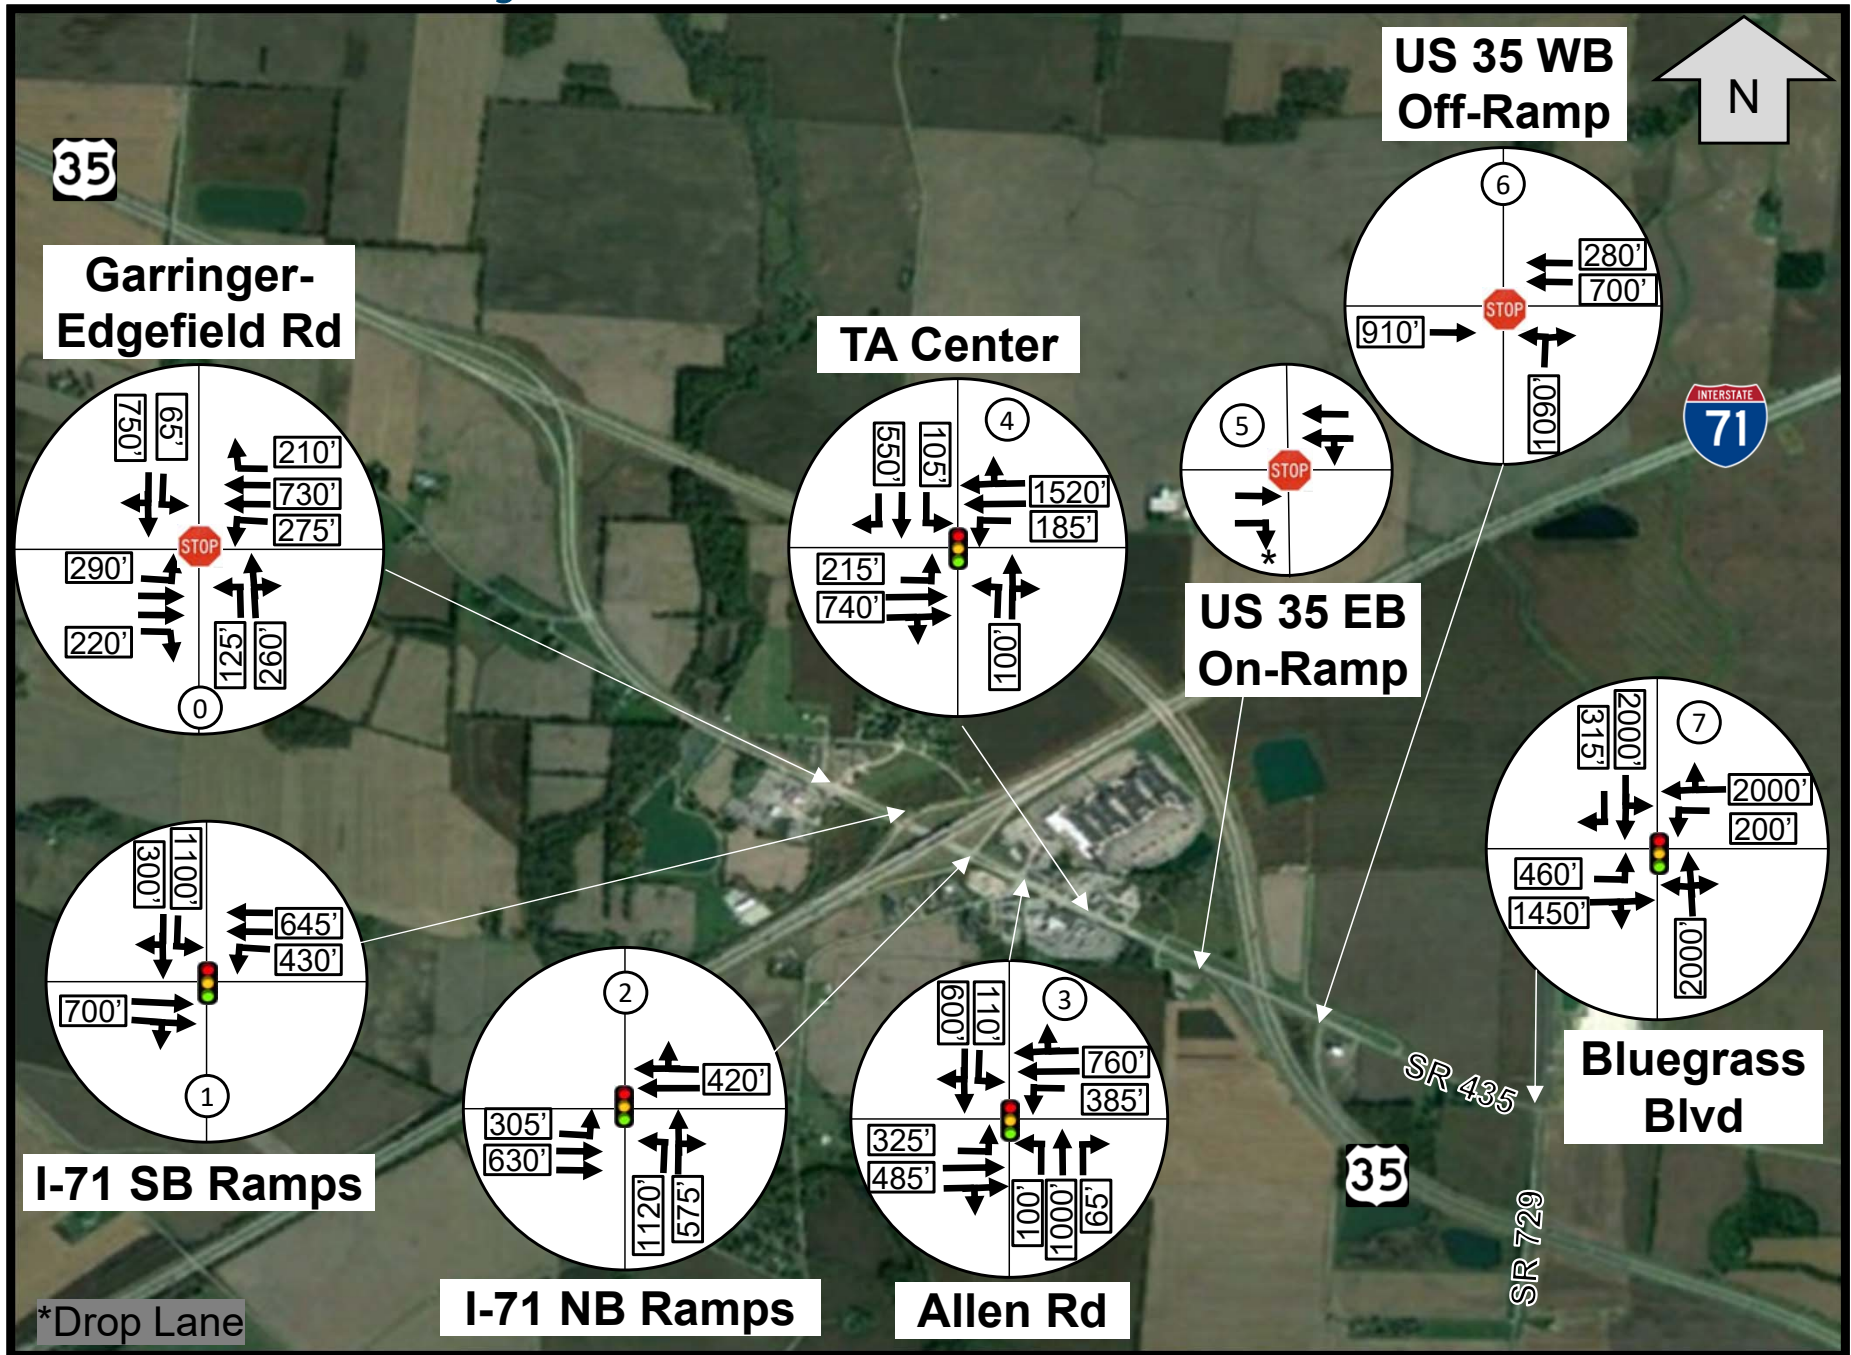 US 35 WB
Off-Ramp
N
35
6
280’
700’
910’
STOP
1090’
Garringer-
Edgefield Rd
750’
65’
210’
730’
275’
STOP
290’
220’
125’
260’
0
TA Center
4
550’
105’
1520’
185’
215’
740’
100’
5
STOP
*
US 35 EB
On-Ramp
INTERSTATE
71
7
315’
2000’
2000’
200’
460’
1450’
2000’
Bluegrass
Blvd
300’
1100’
645’
430’
700’
1
I-71 SB Ramps
2
420’
305’
630’
1120’
575’
I-71 NB Ramps
3
600’
110’
760’
385’
325’
485’
100’
1000’
65’
Allen Rd
SR 435
35
SR 729
*Drop Lane